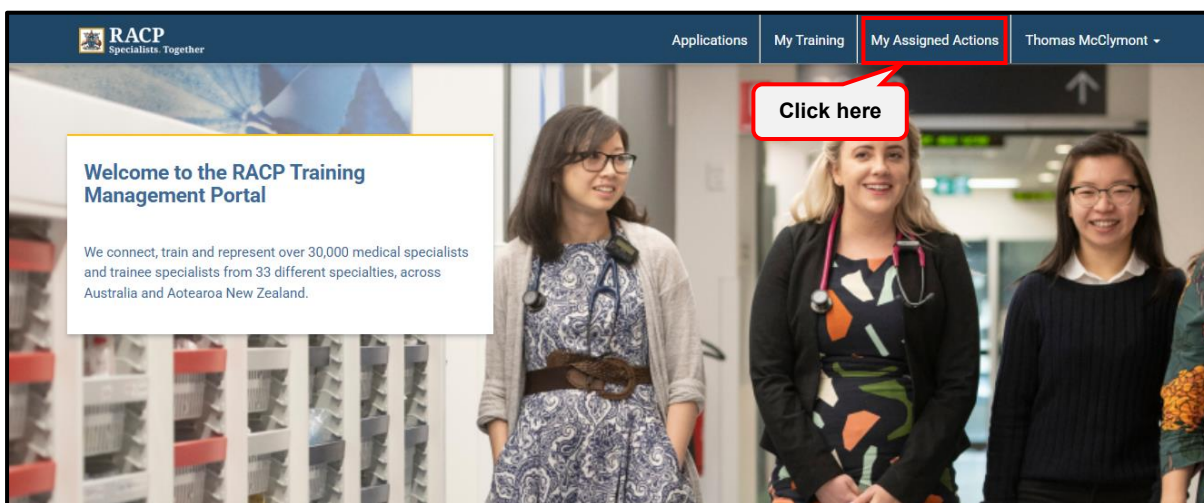 RACP
Specialists. Together
Applications
My Training
My Assigned Actions
Thomas McClymont
Click here
Welcome to the RACP Training
Management Portal
We connect, train and represent over 30,000 medical specialists
and trainee specialists from 33 different specialties, across
Australia and Aotearoa New Zealand.